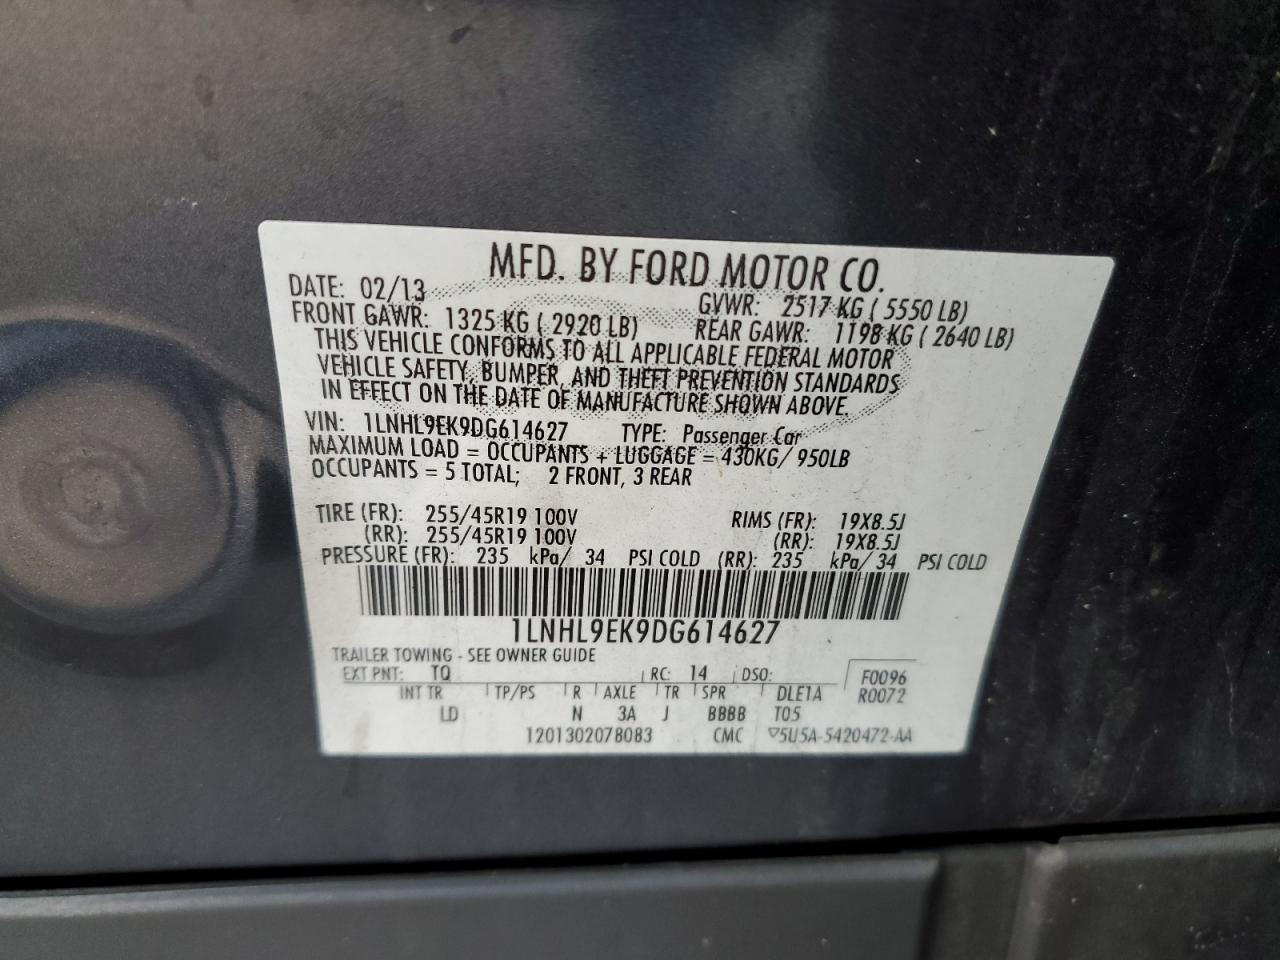 MFD. BY FORD MOTOR CO.
DATE: 02/13 GVWR: 2517 KG ( 5550 LB)
FRONT GAWR: 1325 KG ( 2920 LB) REAR GAWR: 1198 KG ( 2640 LB)
THIS VEHICLE CONFORMS TO ALL APPLICABLE FEDERAL MOTOR
VEHICLE SAFETY, BUMPER, AND THEFT PREVENTION STANDARDS
IN EFFECT ON THE DATE OF MANUFACTURE SHOWN ABOVE.
VIN: 1LNHL9EK9DG614627 TYPE: Passenger Car
MAXIMUM LOAD = OCCUPANTS + LUGGAGE = 430KG/ 950LB
OCCUPANTS = 5 TOTAL; 2 FRONT, 3 REAR
TIRE (FR): 255/45R19 100V RIMS (FR): 19X8.5J
(RR): 255/45R19 100V (RR): 19X8.5J
PRESSURE (FR): 235 kPa/ 34 PSI COLD (RR): 235 kPa/ 34 PSI COLD
1LNHL9EK9DG614627
TRAILER TOWING - SEE OWNER GUIDE
EXT PNT: TQ RC: 14 DSO: F0096
INT TR TP/PS R AXLE TR SPR DLE1A R0072
LD N 3A J BBBB T05
1201302078083 CMC ▽5U5A-5420472-AA